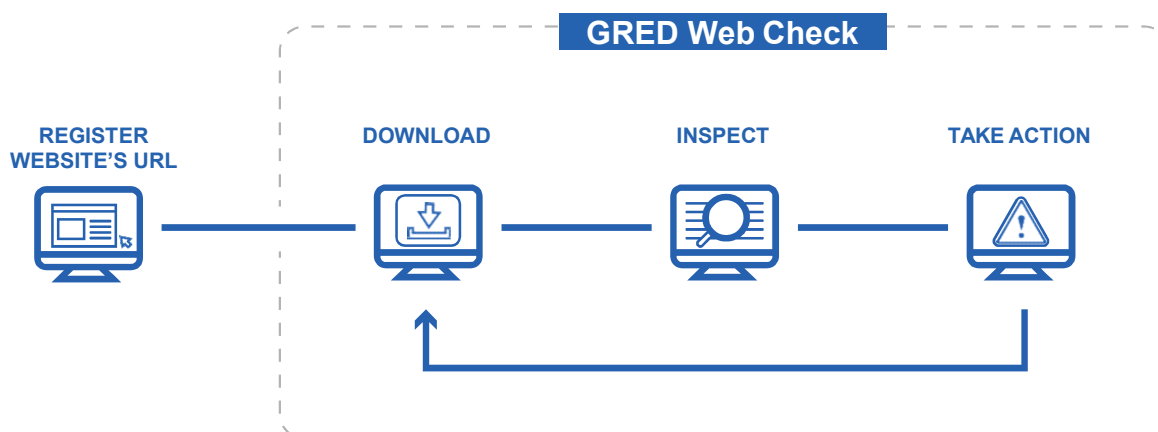 GRED Web Check
REGISTER
WEBSITE'S URL
DOWNLOAD
INSPECT
TAKE ACTION